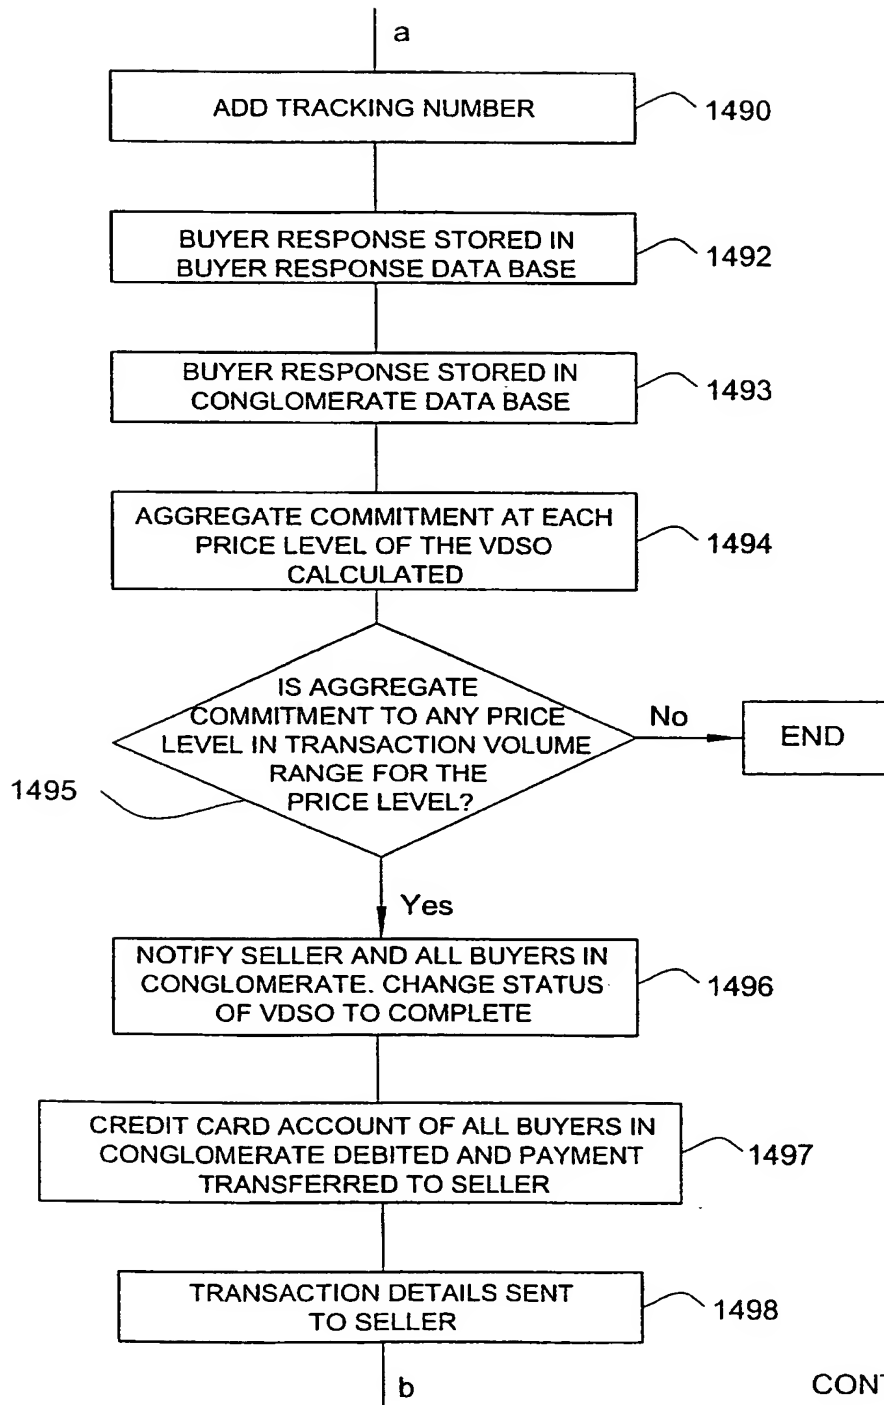 a
ADD TRACKING NUMBER
1490
BUYER RESPONSE STORED IN
BUYER RESPONSE DATA BASE
1492
BUYER RESPONSE STORED IN
CONGLOMERATE DATA BASE
1493
AGGREGATE COMMITMENT AT EACH
PRICE LEVEL OF THE VDSO
CALCULATED
1494
IS AGGREGATE
COMMITMENT TO ANY PRICE
LEVEL IN TRANSACTION VOLUME
RANGE FOR THE
PRICE LEVEL?
1495
No
END
Yes
NOTIFY SELLER AND ALL BUYERS IN
CONGLOMERATE. CHANGE STATUS
OF VDSO TO COMPLETE
1496
CREDIT CARD ACCOUNT OF ALL BUYERS IN
CONGLOMERATE DEBITED AND PAYMENT
TRANSFERRED TO SELLER
1497
TRANSACTION DETAILS SENT
TO SELLER
1498
b